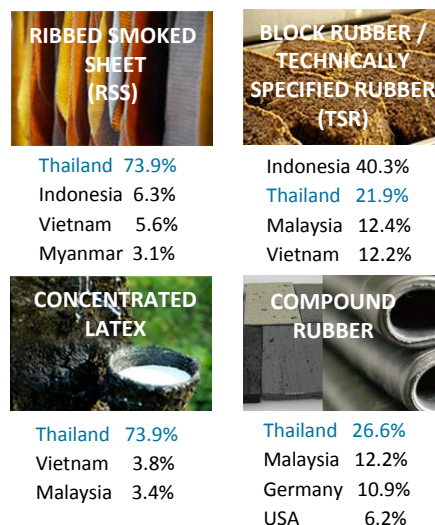 RIBBED SMOKED
SHEET
(RSS)
Thailand 73.9%
Indonesia 6.3%
Vietnam 5.6%
Myanmar 3.1%
BLOCK RUBBER /
TECHNICALLY
SPECIFIED RUBBER
(TSR)
Indonesia 40.3%
Thailand 21.9%
Malaysia 12.4%
Vietnam 12.2%
CONCENTRATED
LATEX
Thailand 73.9%
Vietnam 3.8%
Malaysia 3.4%
COMPOUND
RUBBER
Thailand 26.6%
Malaysia 12.2%
Germany 10.9%
USA 6.2%